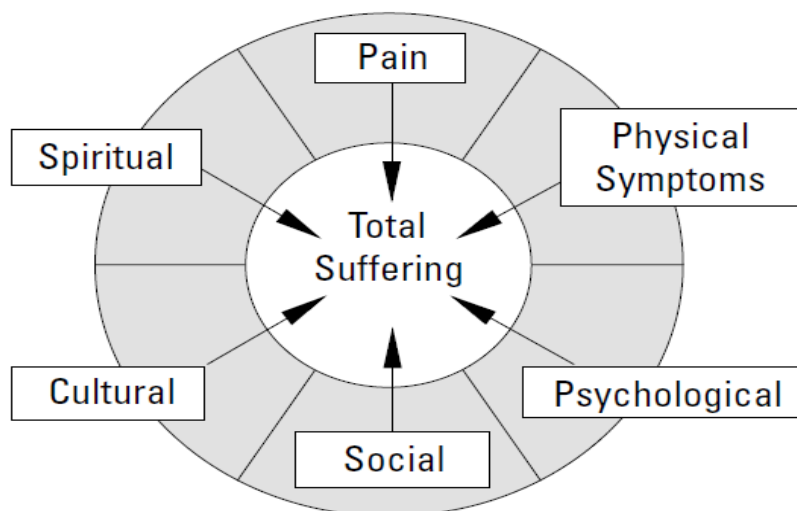 Pain
Spiritual
Physical
Symptoms
Total
Suffering
Cultural
Psychological
Social